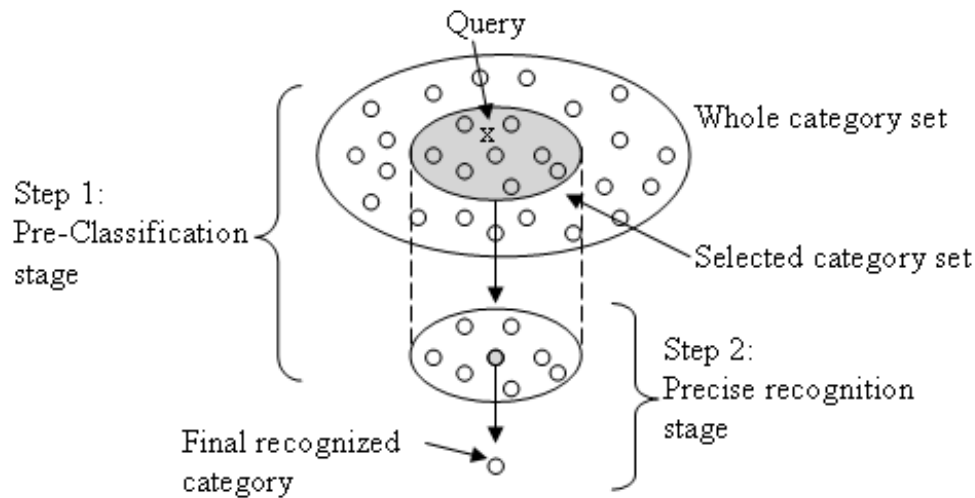 Query
x
Whole category set
Step 1:
Pre-Classification
stage
Selected category set
Step 2:
Precise recognition
stage
Final recognized
category